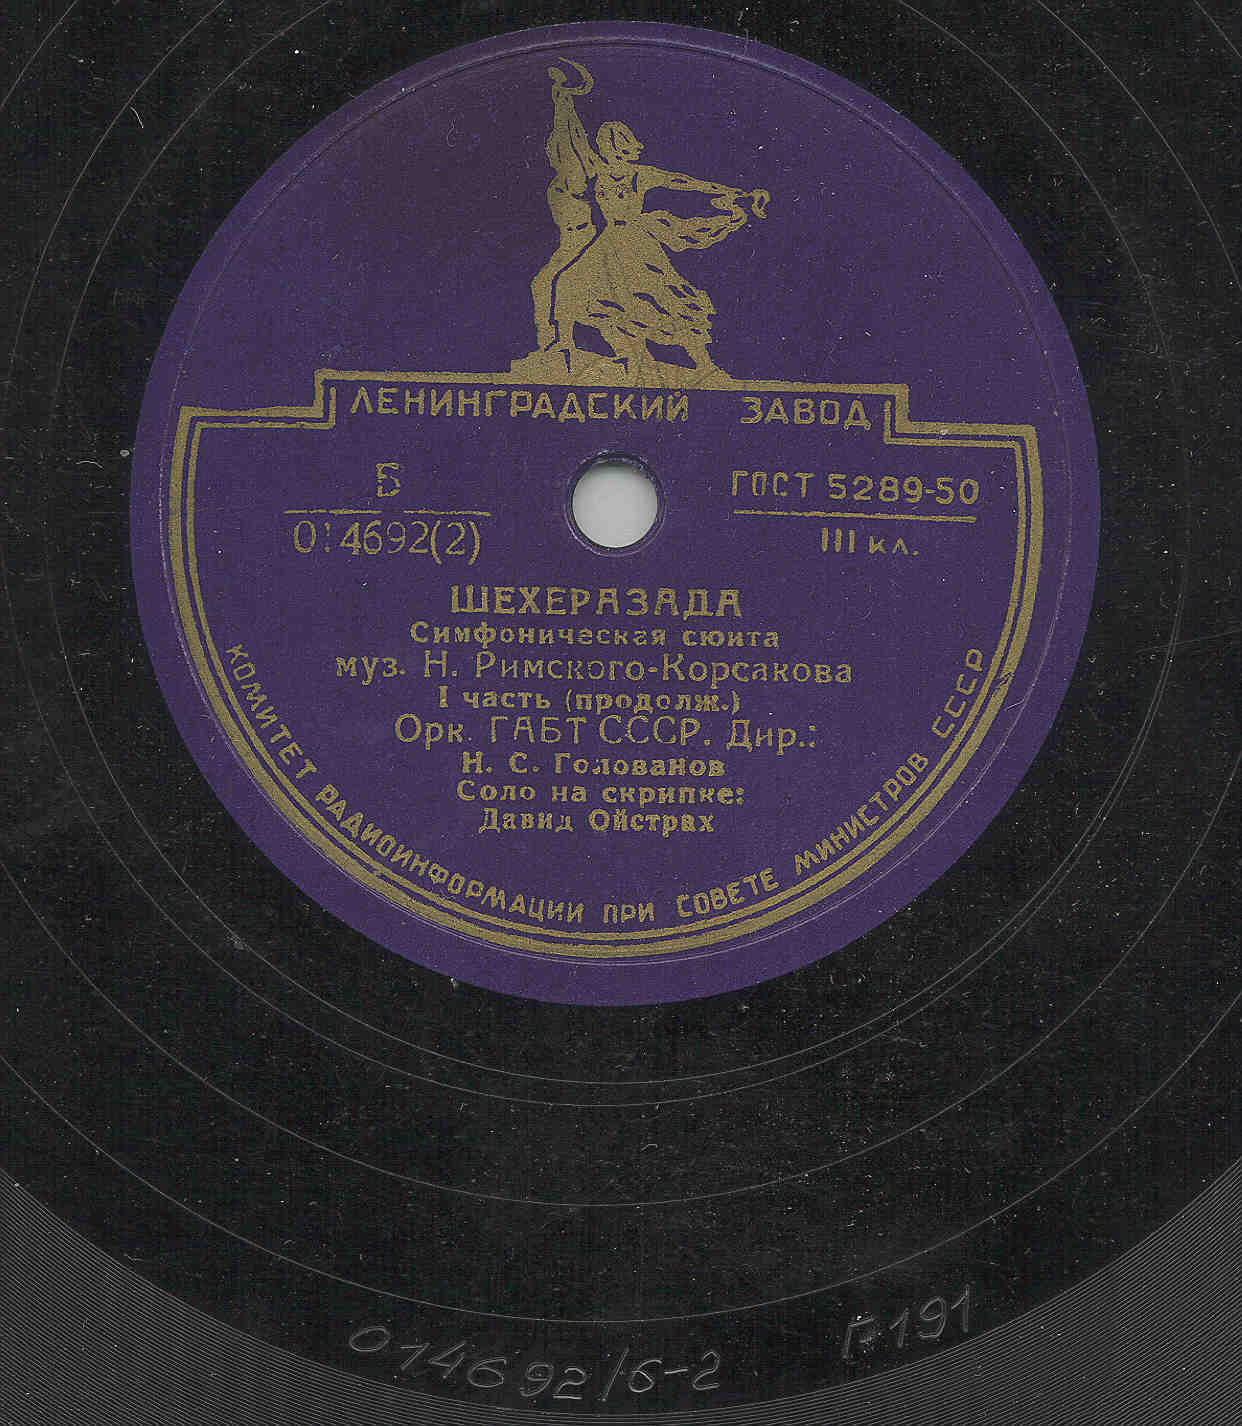 ЛЕНИНГРАДСКИЙ ЗАВОД
Б
014692(2)
ГОСТ 5289-50
III кл.
ШЕХЕРАЗАДА
Симфоническая сюита
муз. Н. Римского-Корсакова
I часть (продолж.)
Орк. ГАБТ СССР. Дир.:
Н. С. Голованов
Соло на скрипке:
Давид Ойстрах
КОМИТЕТ РАДИОИНФОРМАЦИИ ПРИ СОВЕТЕ МИНИСТРОВ СССР
014692/6-2
Г-191